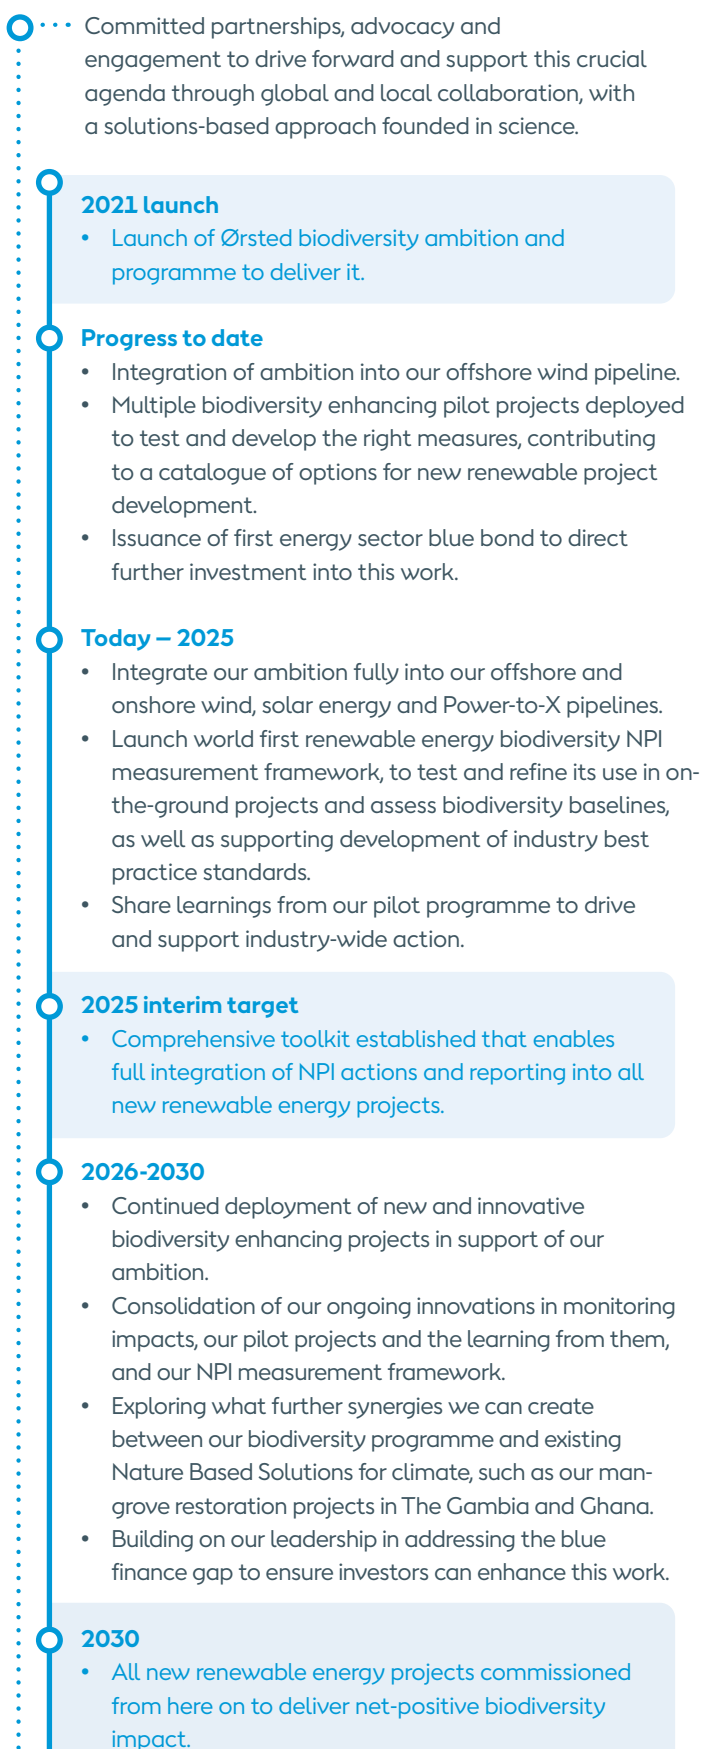 Committed partnerships, advocacy and
engagement to drive forward and support this crucial
agenda through global and local collaboration, with
a solutions-based approach founded in science.
2021 launch
• Launch of Ørsted biodiversity ambition and
programme to deliver it.
Progress to date
• Integration of ambition into our offshore wind pipeline.
• Multiple biodiversity enhancing pilot projects deployed
to test and develop the right measures, contributing
to a catalogue of options for new renewable project
development.
• Issuance of first energy sector blue bond to direct
further investment into this work.
Today – 2025
• Integrate our ambition fully into our offshore and
onshore wind, solar energy and Power-to-X pipelines.
• Launch world first renewable energy biodiversity NPI
measurement framework, to test and refine its use in on-
the-ground projects and assess biodiversity baselines,
as well as supporting development of industry best
practice standards.
• Share learnings from our pilot programme to drive
and support industry-wide action.
2025 interim target
• Comprehensive toolkit established that enables
full integration of NPI actions and reporting into all
new renewable energy projects.
2026-2030
• Continued deployment of new and innovative
biodiversity enhancing projects in support of our
ambition.
• Consolidation of our ongoing innovations in monitoring
impacts, our pilot projects and the learning from them,
and our NPI measurement framework.
• Exploring what further synergies we can create
between our biodiversity programme and existing
Nature Based Solutions for climate, such as our man-
grove restoration projects in The Gambia and Ghana.
• Building on our leadership in addressing the blue
finance gap to ensure investors can enhance this work.
2030
• All new renewable energy projects commissioned
from here on to deliver net-positive biodiversity
impact.